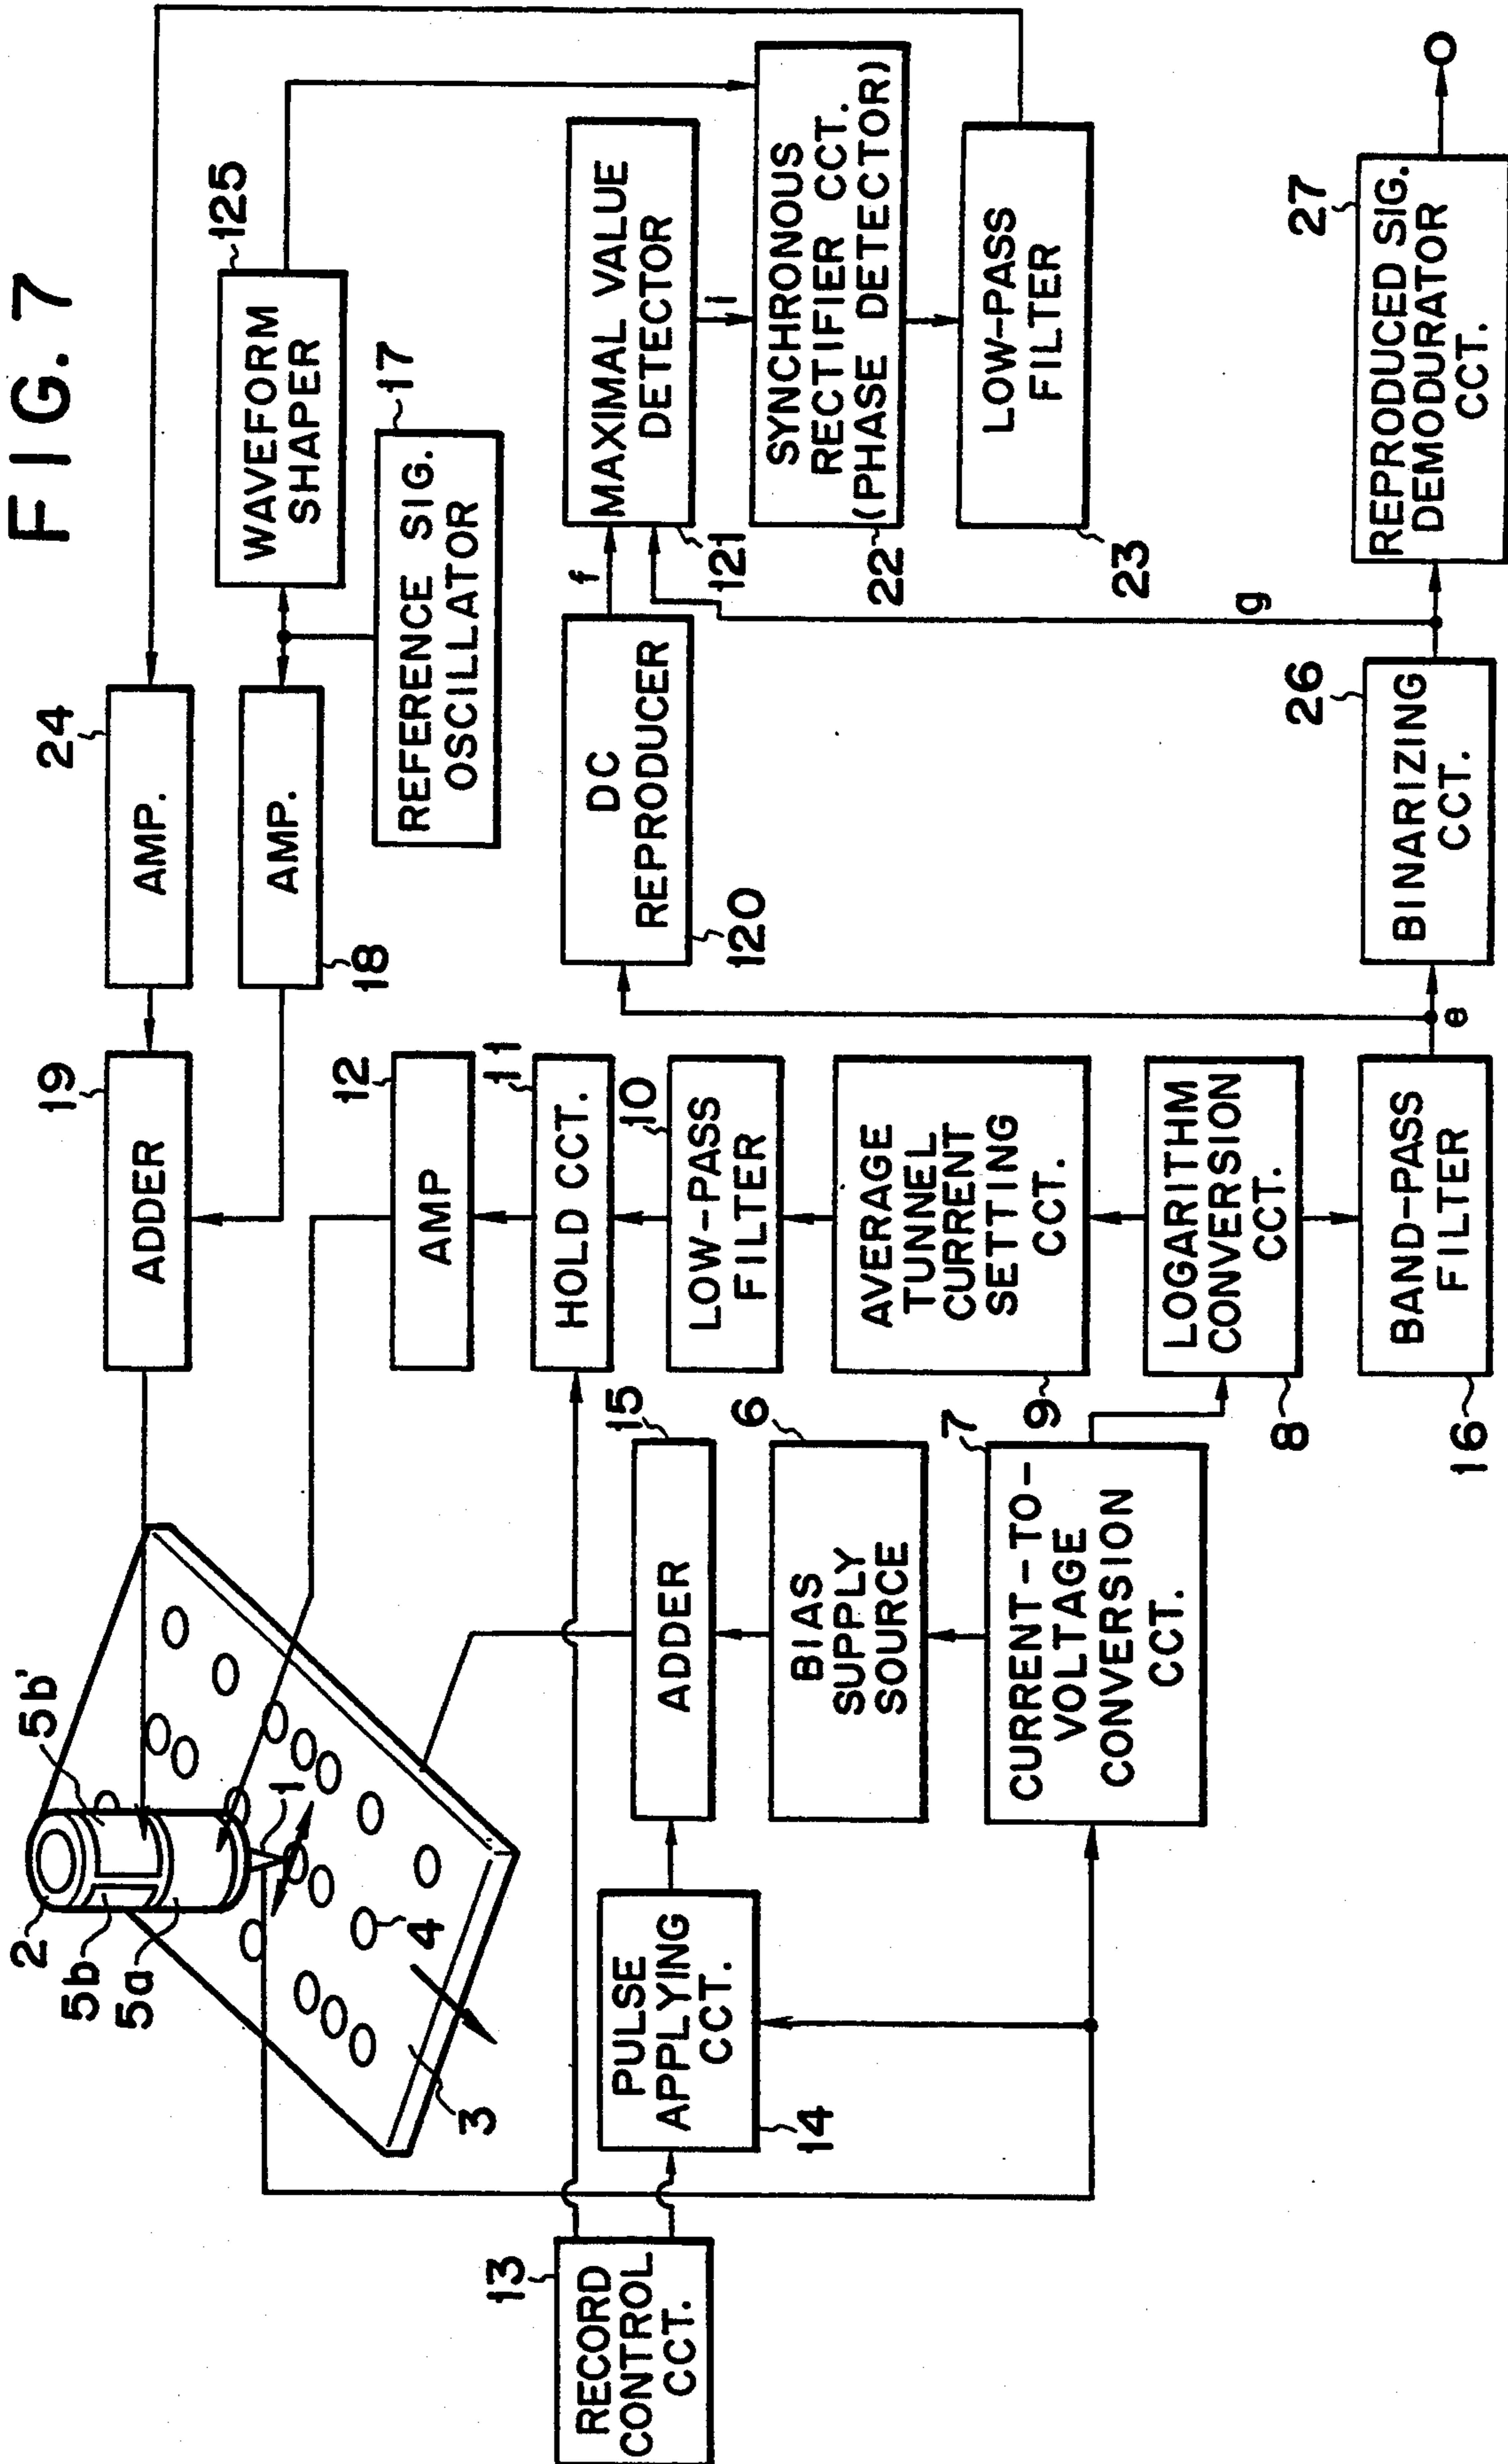 FIG. 7
2
5b
5b'
5a
1
4
3
19
ADDER
24
AMP.
AMP.
18
125
WAVEFORM
SHAPER
17
REFERENCE SIG.
OSCILLATOR
12
AMP
11
HOLD CCT.
10
LOW-PASS
FILTER
AVERAGE
TUNNEL
CURRENT
SETTING
CCT.
9
LOGARITHM
CONVERSION
CCT.
8
BAND-PASS
FILTER
16
e
13
RECORD
CONTROL
CCT.
PULSE
APPLYING
CCT.
14
15
ADDER
6
BIAS
SUPPLY
SOURCE
7
CURRENT-TO-
VOLTAGE
CONVERSION
CCT.
DC
REPRODUCER
120
f
MAXIMAL VALUE
DETECTOR
121
i
SYNCHRONOUS
RECTIFIER CCT.
(PHASE DETECTOR)
22
LOW-PASS
FILTER
23
g
26
BINARIZING
CCT.
27
REPRODUCED SIG.
DEMODURATOR
CCT.